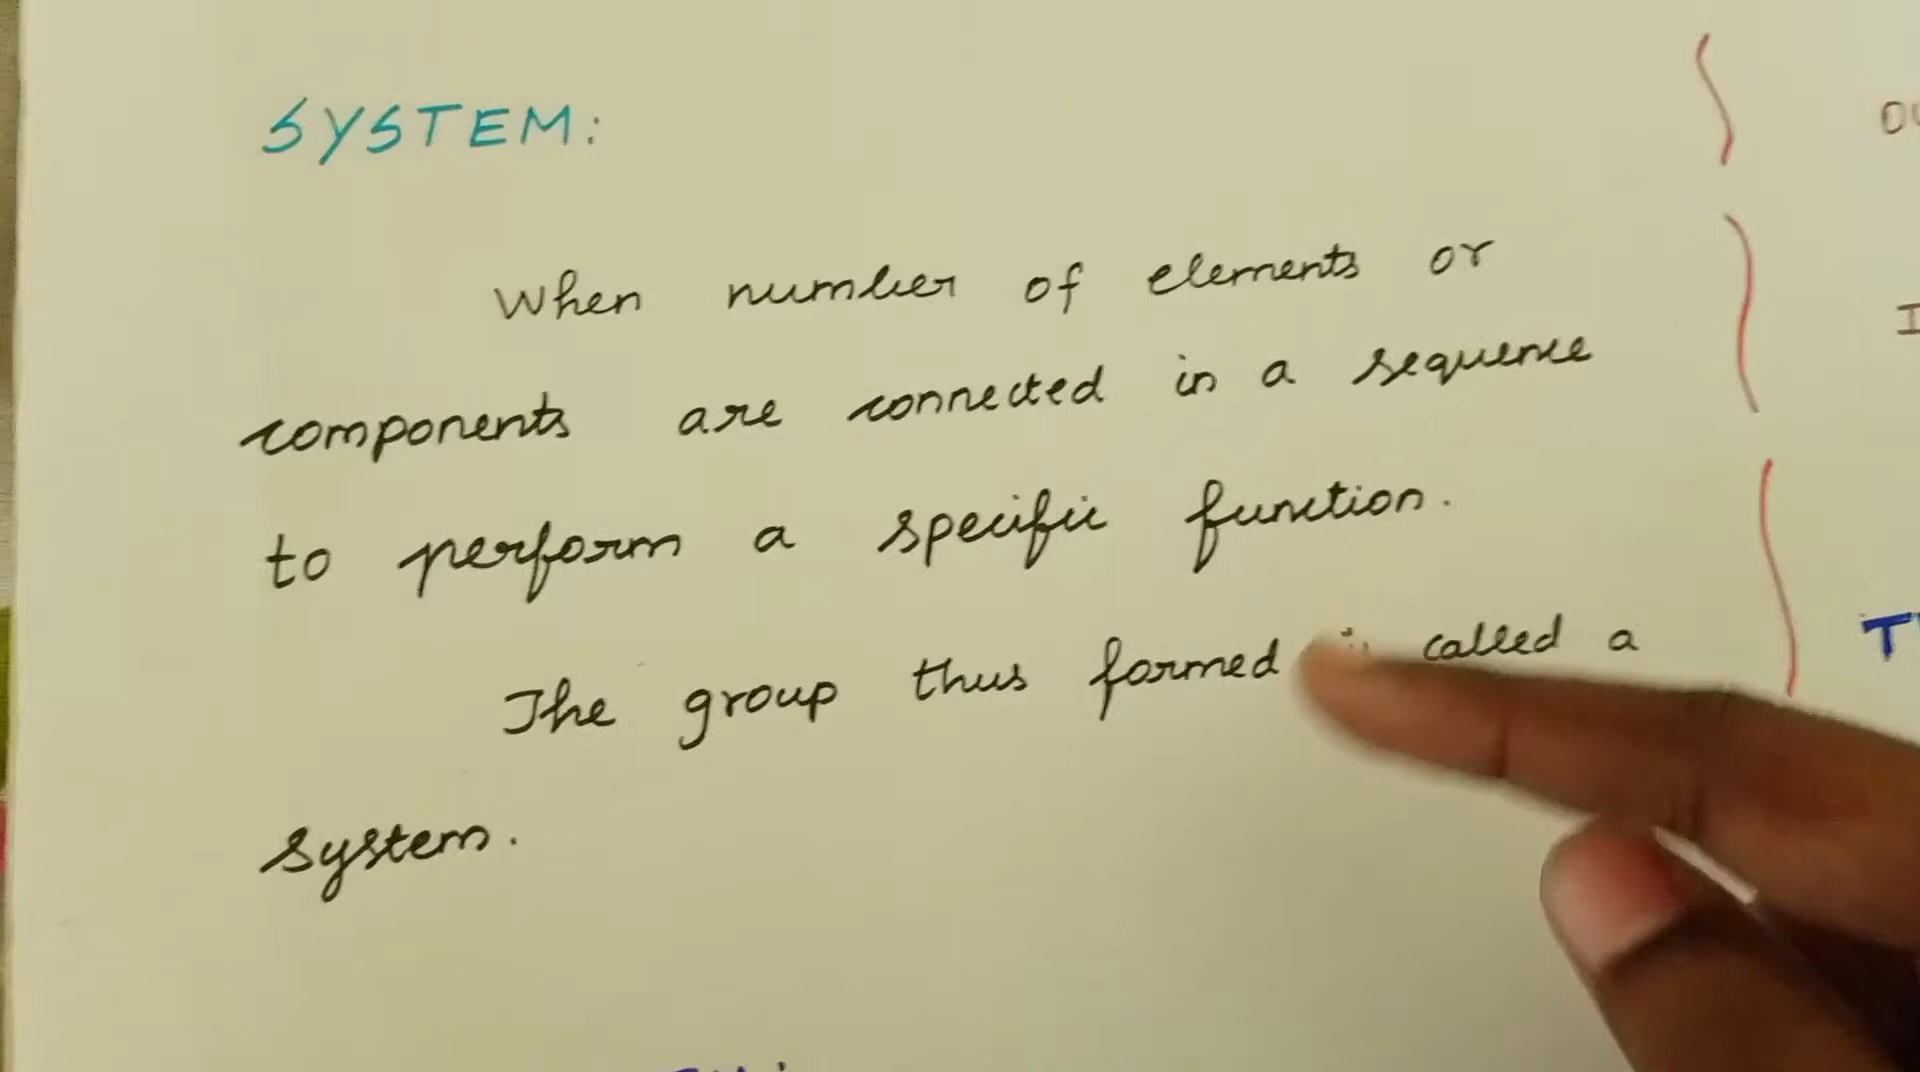 SYSTEM:
When number of elements or
components are connected in a sequence
to perform a specific function.
The group thus formed called a
system.